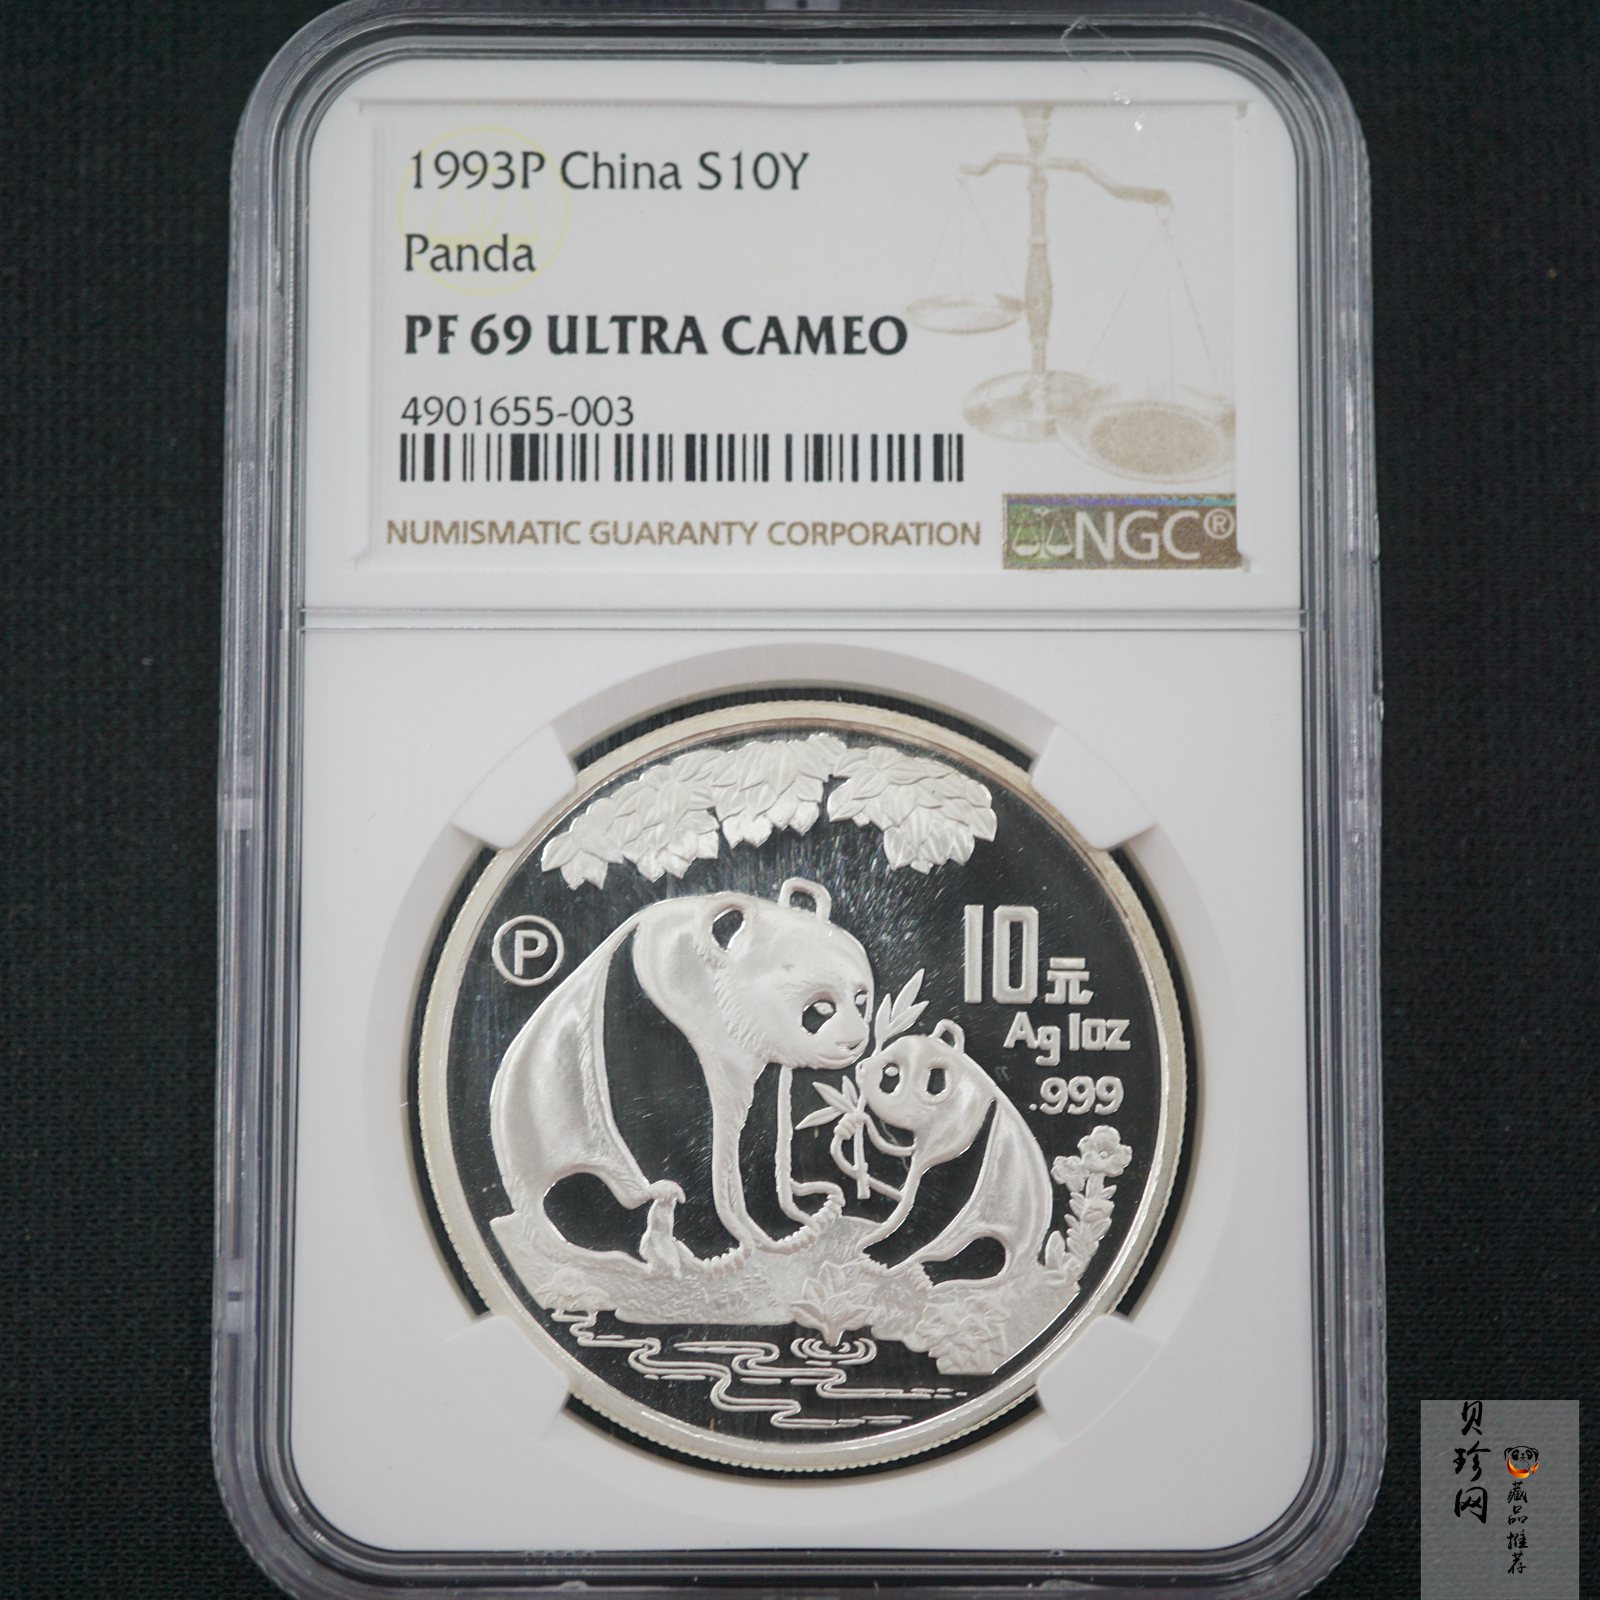 1993P China S10Y
Panda
PF 69 ULTRA CAMEO
4901655-003
NUMISMATIC GUARANTY CORPORATION
NGC®
P
10元
Ag 1oz
.999
贝珍网
藏品推荐